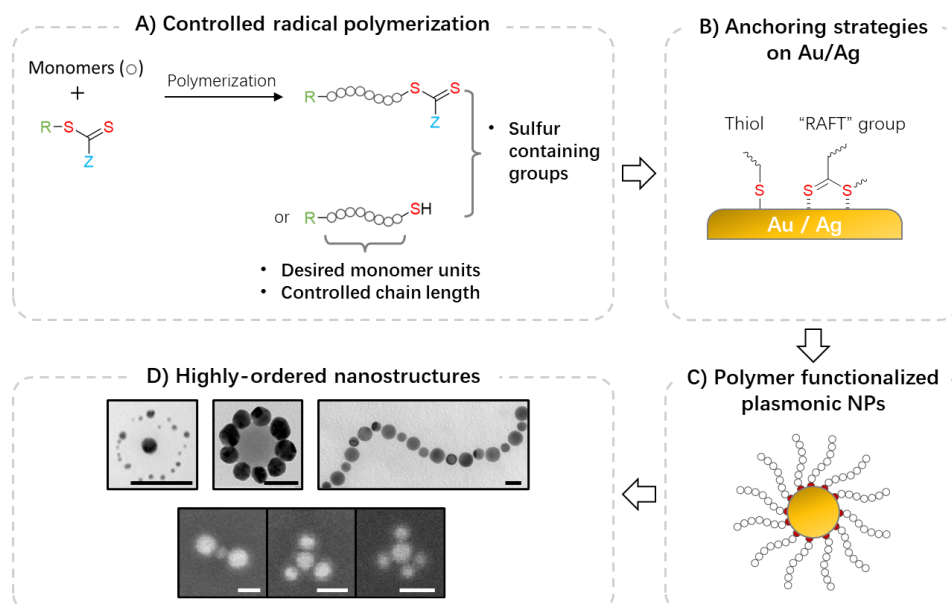 A) Controlled radical polymerization
Monomers (○)
+
Polymerization
R
S
S
Z
R
S
S
Z
• Sulfur
containing
groups
or
R
SH
• Desired monomer units
• Controlled chain length
B) Anchoring strategies
on Au/Ag
Thiol
“RAFT” group
S
S
S
Au / Ag
C) Polymer functionalized
plasmonic NPs
D) Highly-ordered nanostructures